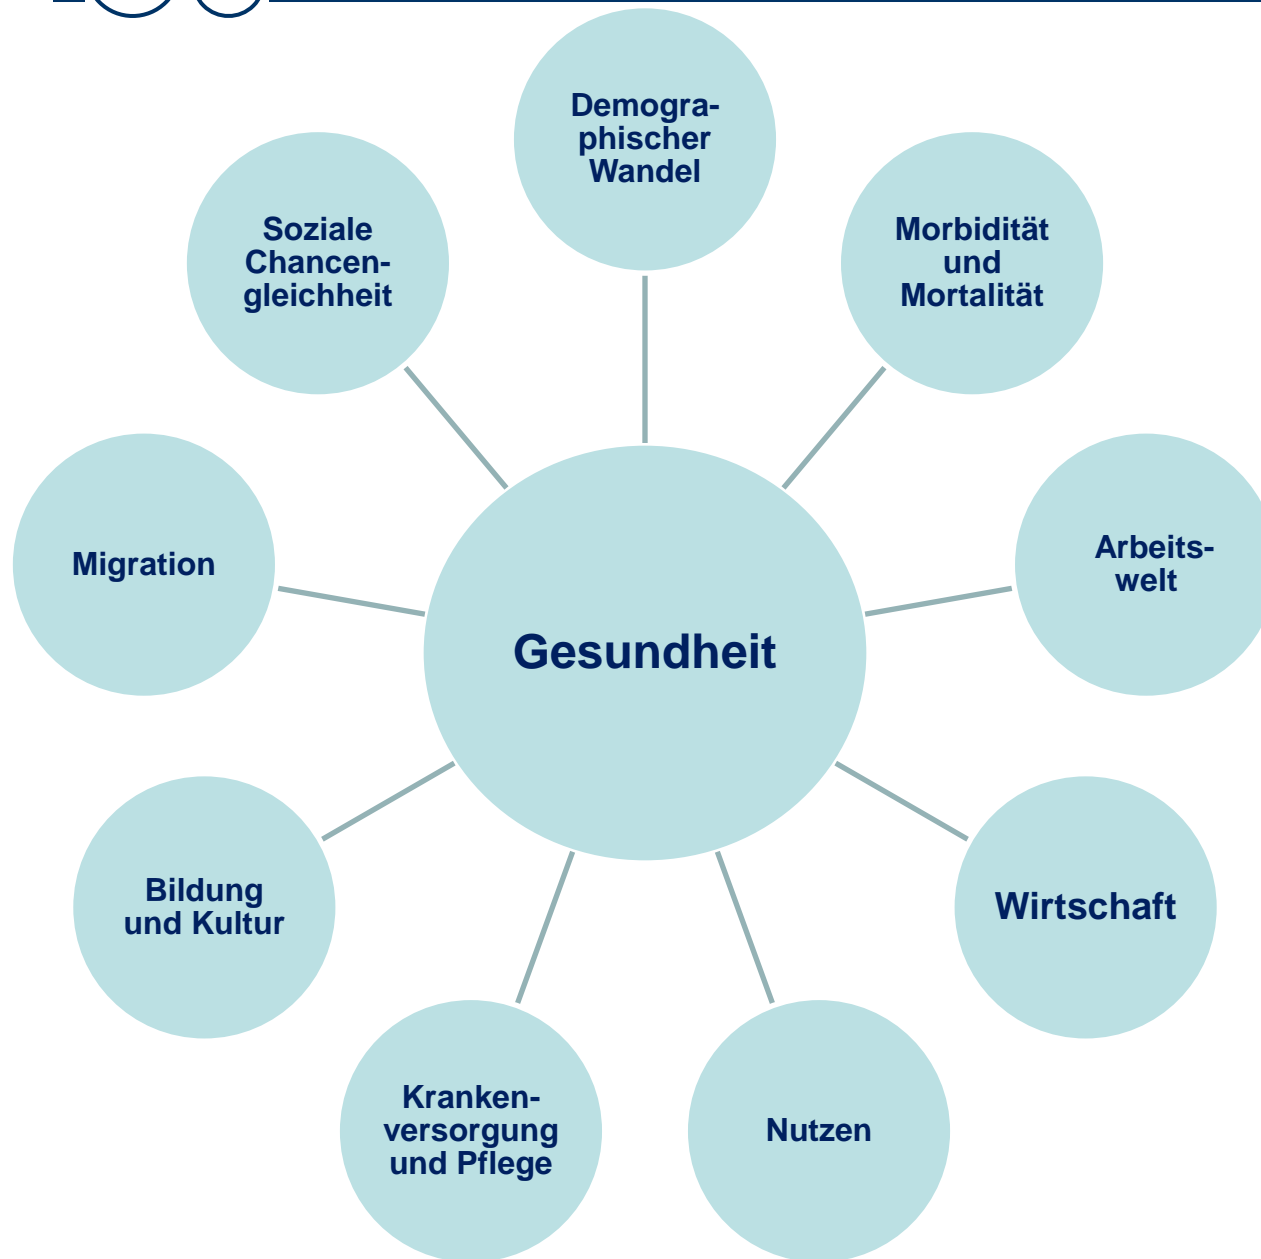 Demogra-
phischer
Wandel
Soziale
Chancen-
gleichheit
Morbidität
und
Mortalität
Migration
Arbeits-
welt
Gesundheit
Bildung
und Kultur
Wirtschaft
Kranken-
versorgung
und Pflege
Nutzen